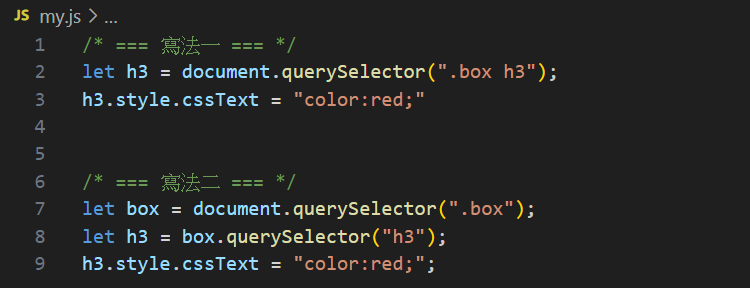 JS my.js > ...
1 /* === 寫法一 === */
2 let h3 = document.querySelector(".box h3");
3 h3.style.cssText = "color:red;"
4
5
6 /* === 寫法二 === */
7 let box = document.querySelector(".box");
8 let h3 = box.querySelector("h3");
9 h3.style.cssText = "color:red;";